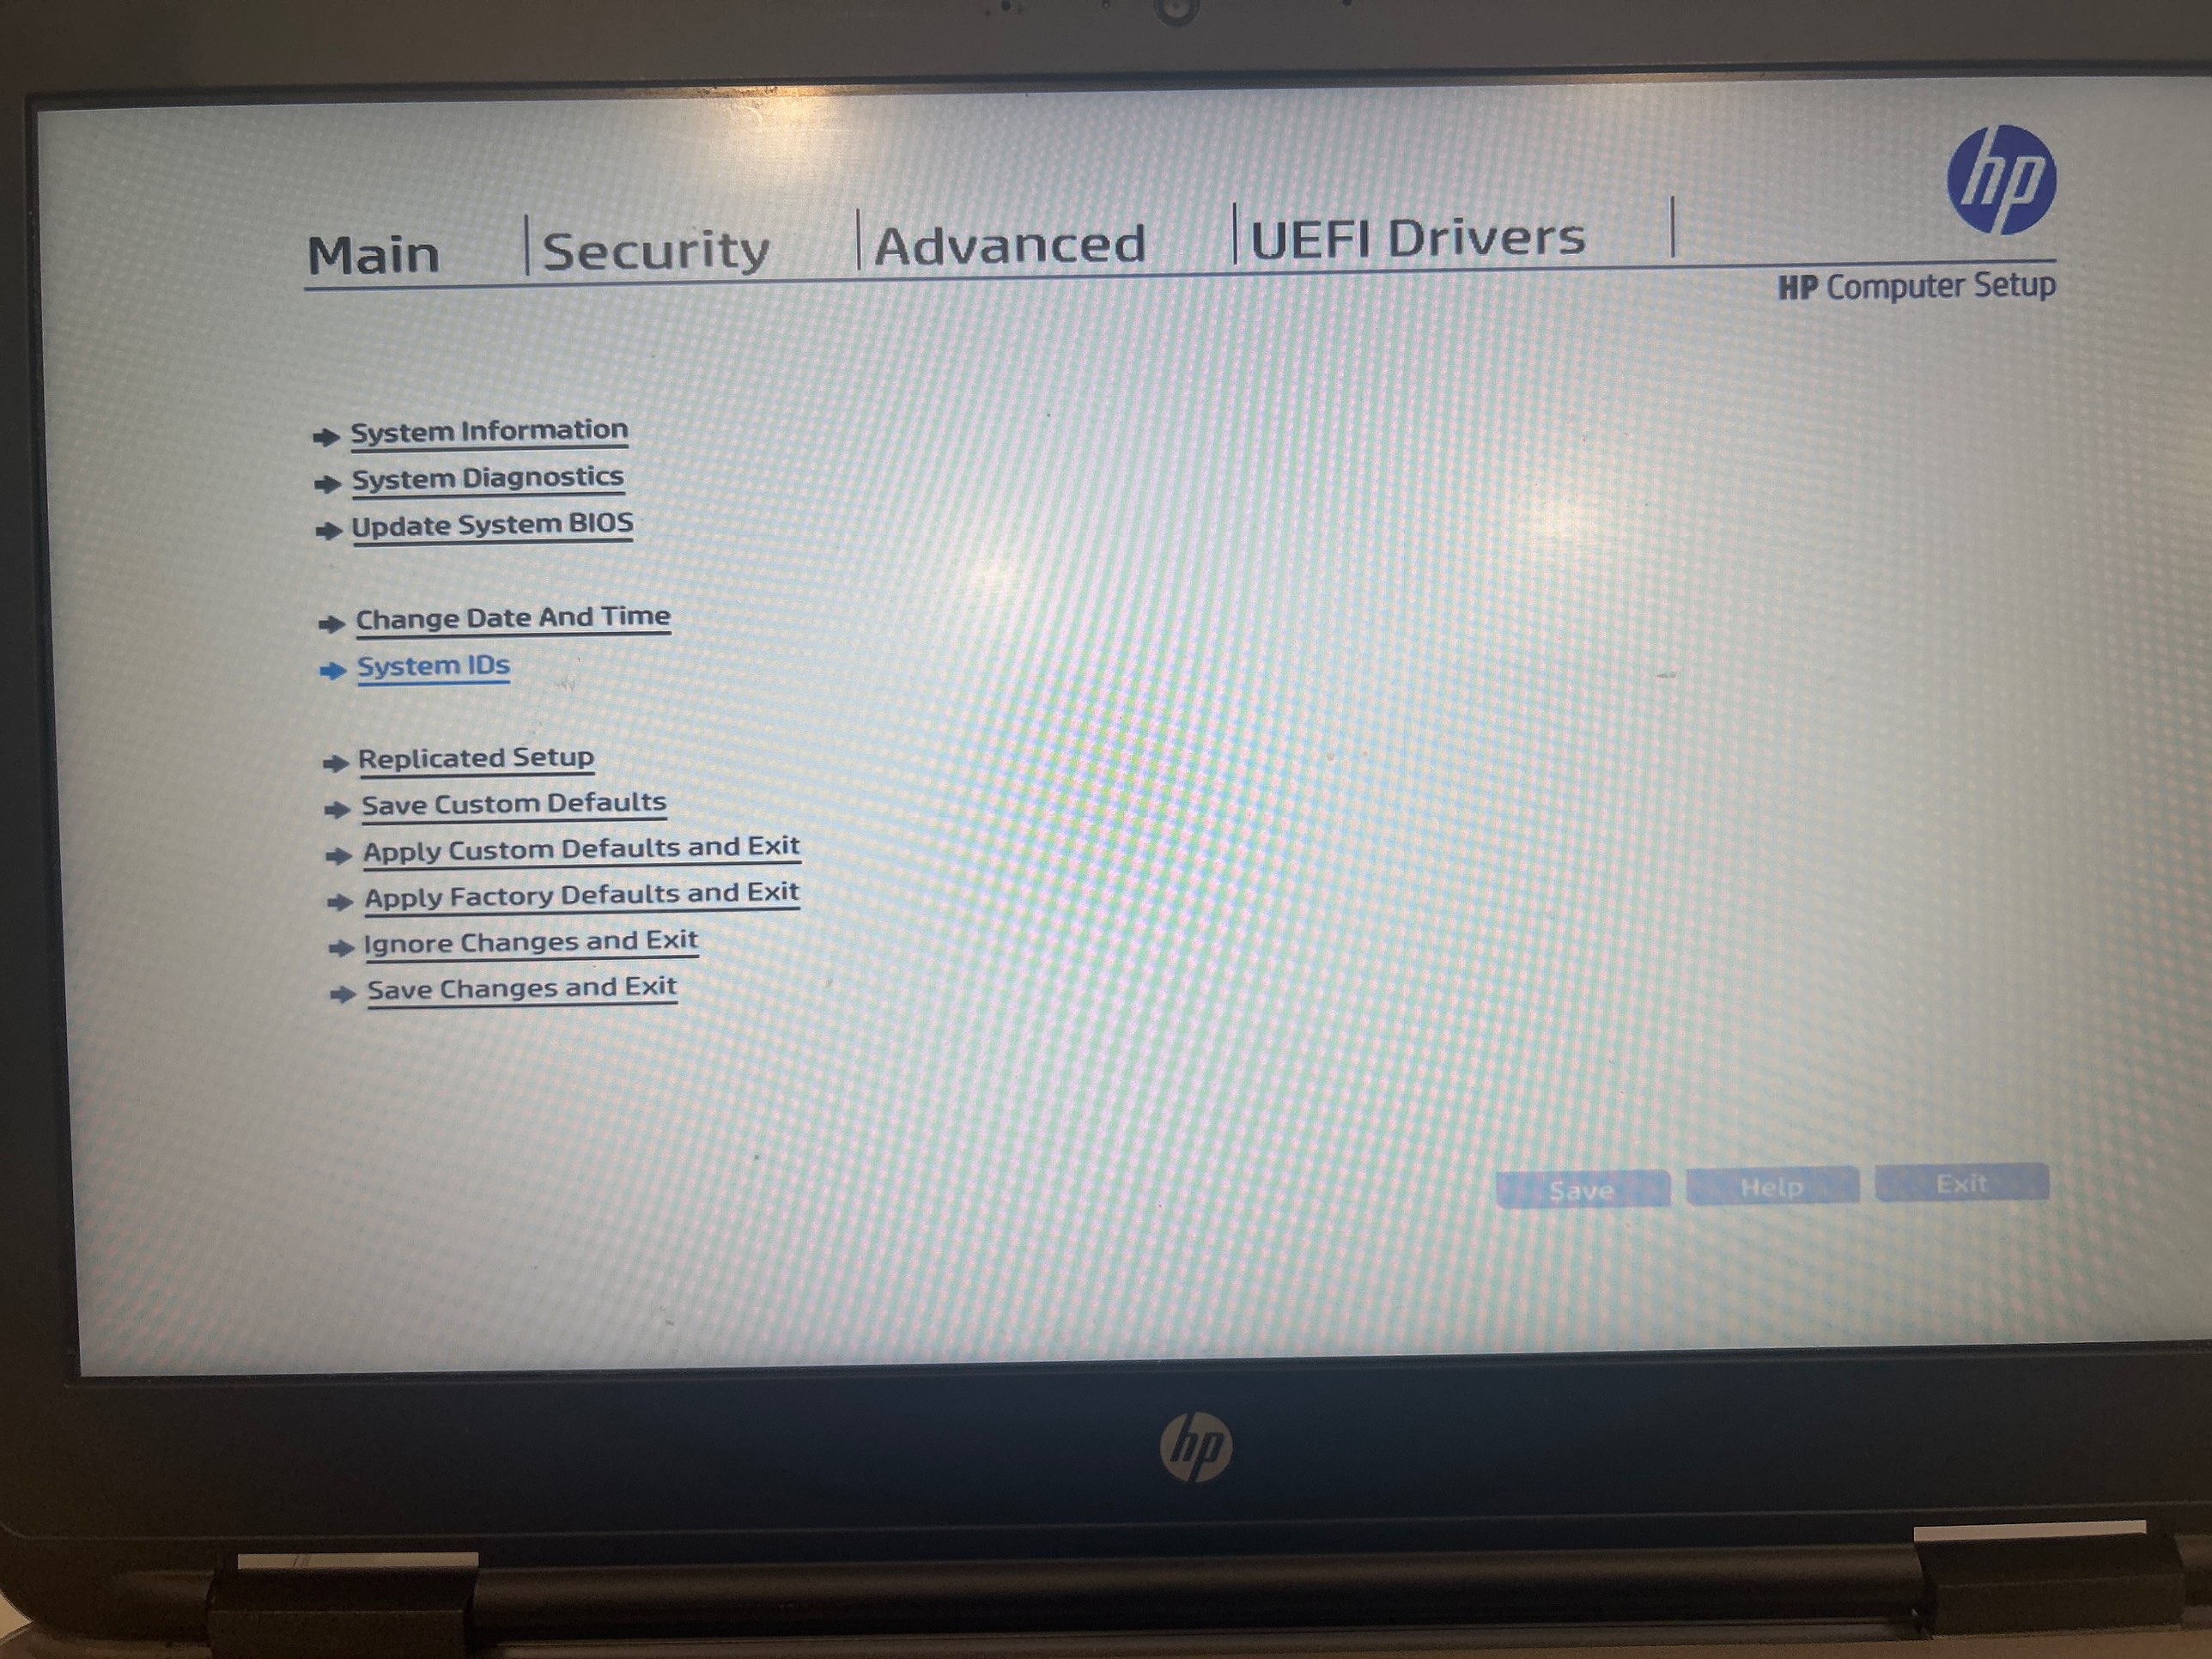 hp
Main
Security
Advanced
UEFI Drivers
HP Computer Setup
System Information
System Diagnostics
Update System BIOS
Change Date And Time
System IDs
Replicated Setup
Save Custom Defaults
Apply Custom Defaults and Exit
Apply Factory Defaults and Exit
Ignore Changes and Exit
Save Changes and Exit
Save
Help
Exit
hp